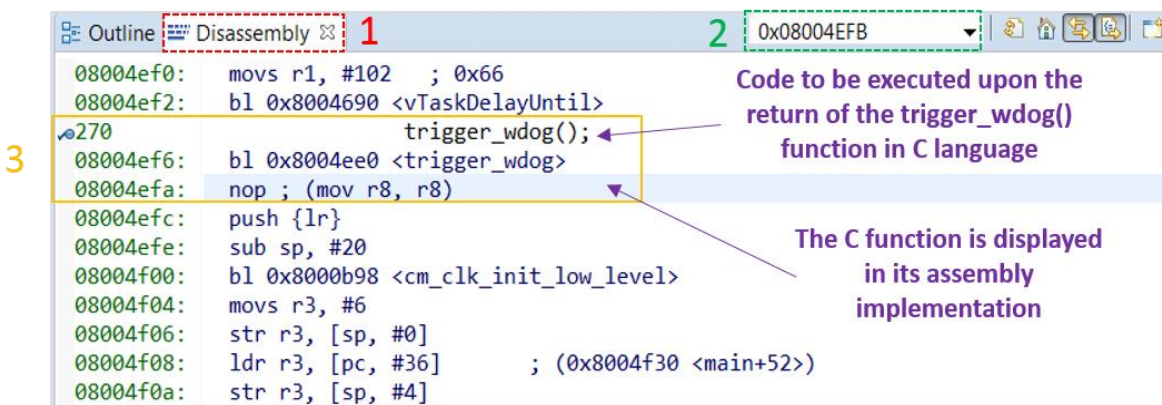 Outline Disassembly 1 2 0x08004EFB
08004ef0: movs r1, #102 ; 0x66
08004ef2: bl 0x8004690 <vTaskDelayUntil>
270 trigger_wdog();
08004ef6: bl 0x8004ee0 <trigger_wdog>
08004efa: nop ; (mov r8, r8)
08004efc: push {lr}
08004efe: sub sp, #20
08004f00: bl 0x8000b98 <cm_clk_init_low_level>
08004f04: movs r3, #6
08004f06: str r3, [sp, #0]
08004f08: ldr r3, [pc, #36] ; (0x8004f30 <main+52>)
08004f0a: str r3, [sp, #4]
3
Code to be executed upon the
return of the trigger_wdog()
function in C language
The C function is displayed
in its assembly
implementation